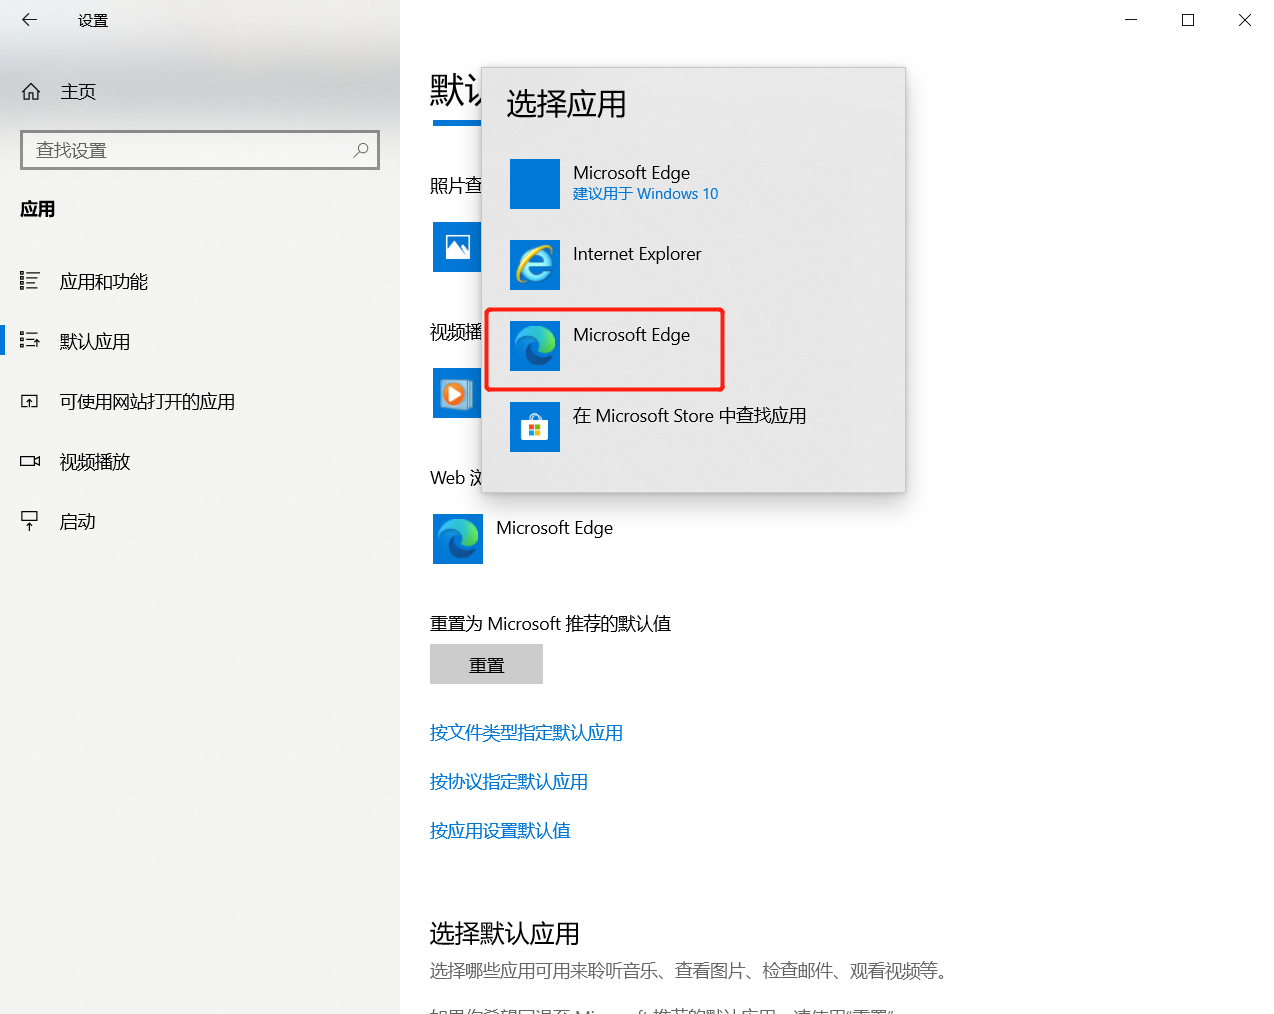 设置
主页
查找设置
应用
应用和功能
默认应用
可使用网站打开的应用
视频播放
启动
默
照片查
视频播
Web 浏
选择应用
Microsoft Edge
建议用于 Windows 10
Internet Explorer
Microsoft Edge
在 Microsoft Store 中查找应用
Microsoft Edge
重置为 Microsoft 推荐的默认值
重置
按文件类型指定默认应用
按协议指定默认应用
按应用设置默认值
选择默认应用
选择哪些应用可用来聆听音乐、查看图片、检查邮件、观看视频等。